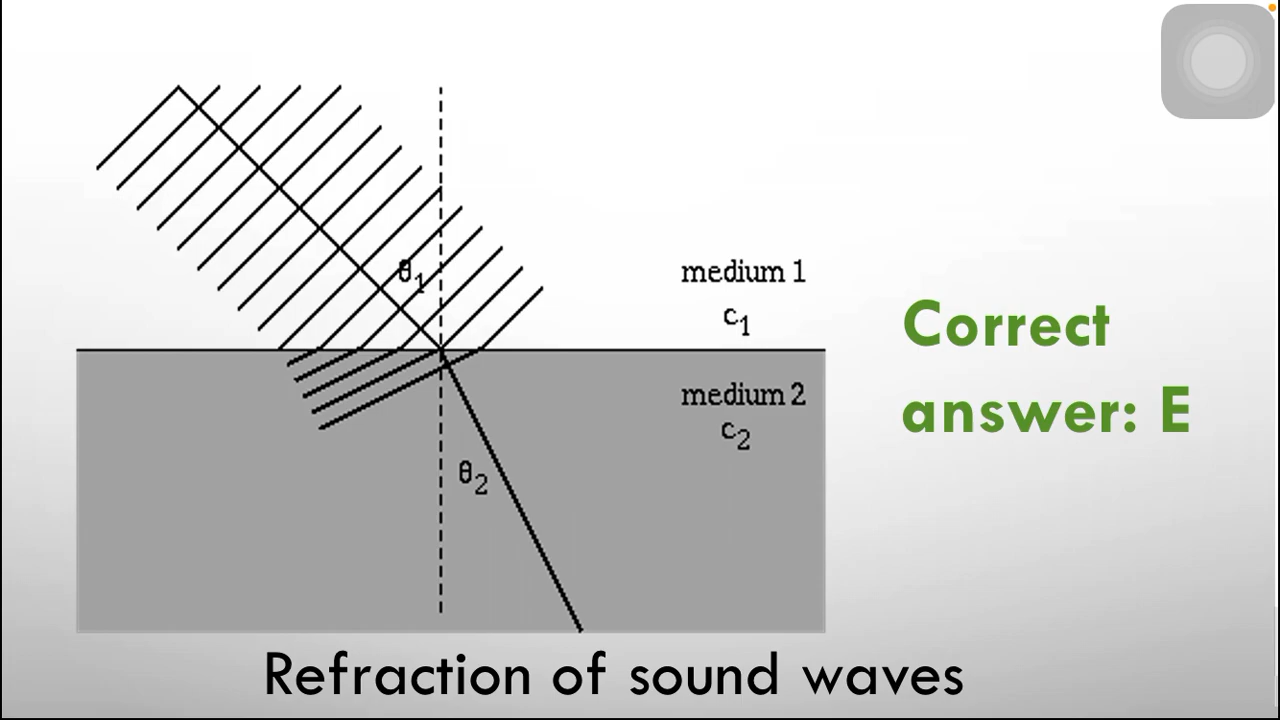 θ₁
medium 1
c₁
Correct
answer: E
medium 2
c₂
θ₂
Refraction of sound waves